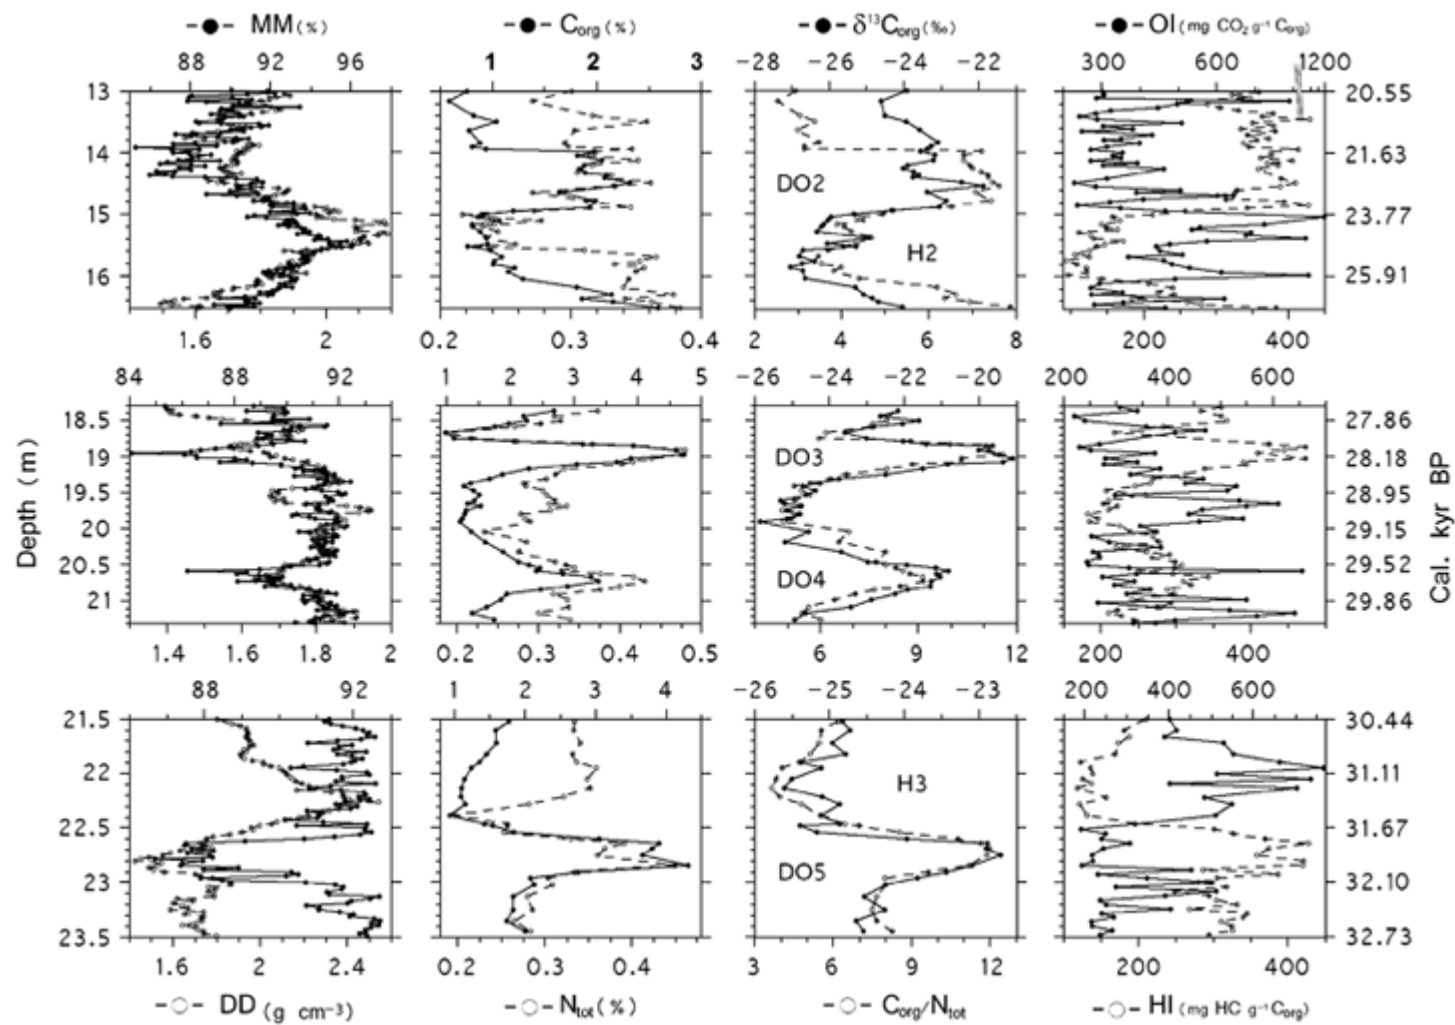 MM (%) C_org (%) δ¹³C_org (‰) OI (mg CO₂ g⁻¹ C_org)
88 92 96 1 2 3 -28 -26 -24 -22 300 600 1200
13 20.55
14 21.63
DO2
15 23.77
H2
16 25.91
1.6 2 0.2 0.3 0.4 2 4 6 8 200 400
84 88 92 1 2 3 4 5 -26 -24 -22 -20 200 400 600
18.5 27.86
19 DO3 28.18
19.5 28.95
20 29.15
20.5 29.52
DO4
21 29.86
Depth (m)
Cal. kyr BP
1.4 1.6 1.8 2 0.2 0.3 0.4 0.5 6 9 12 200 400
88 92 1 2 3 4 -26 -25 -24 -23 200 400 600
21.5 30.44
22 H3 31.11
22.5 31.67
DO5
23 32.10
23.5 32.73
1.6 2 2.4 0.2 0.3 0.4 3 6 9 12 200 400
DD (g cm⁻³) N_tot (%) C_org/N_tot HI (mg HC g⁻¹ C_org)